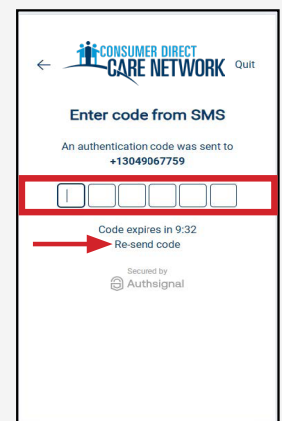 CONSUMER DIRECT
CARE NETWORK
Quit
Enter code from SMS
An authentication code was sent to
+13049067759
Code expires in 9:32
Re-send code
Secured by
Authsignal